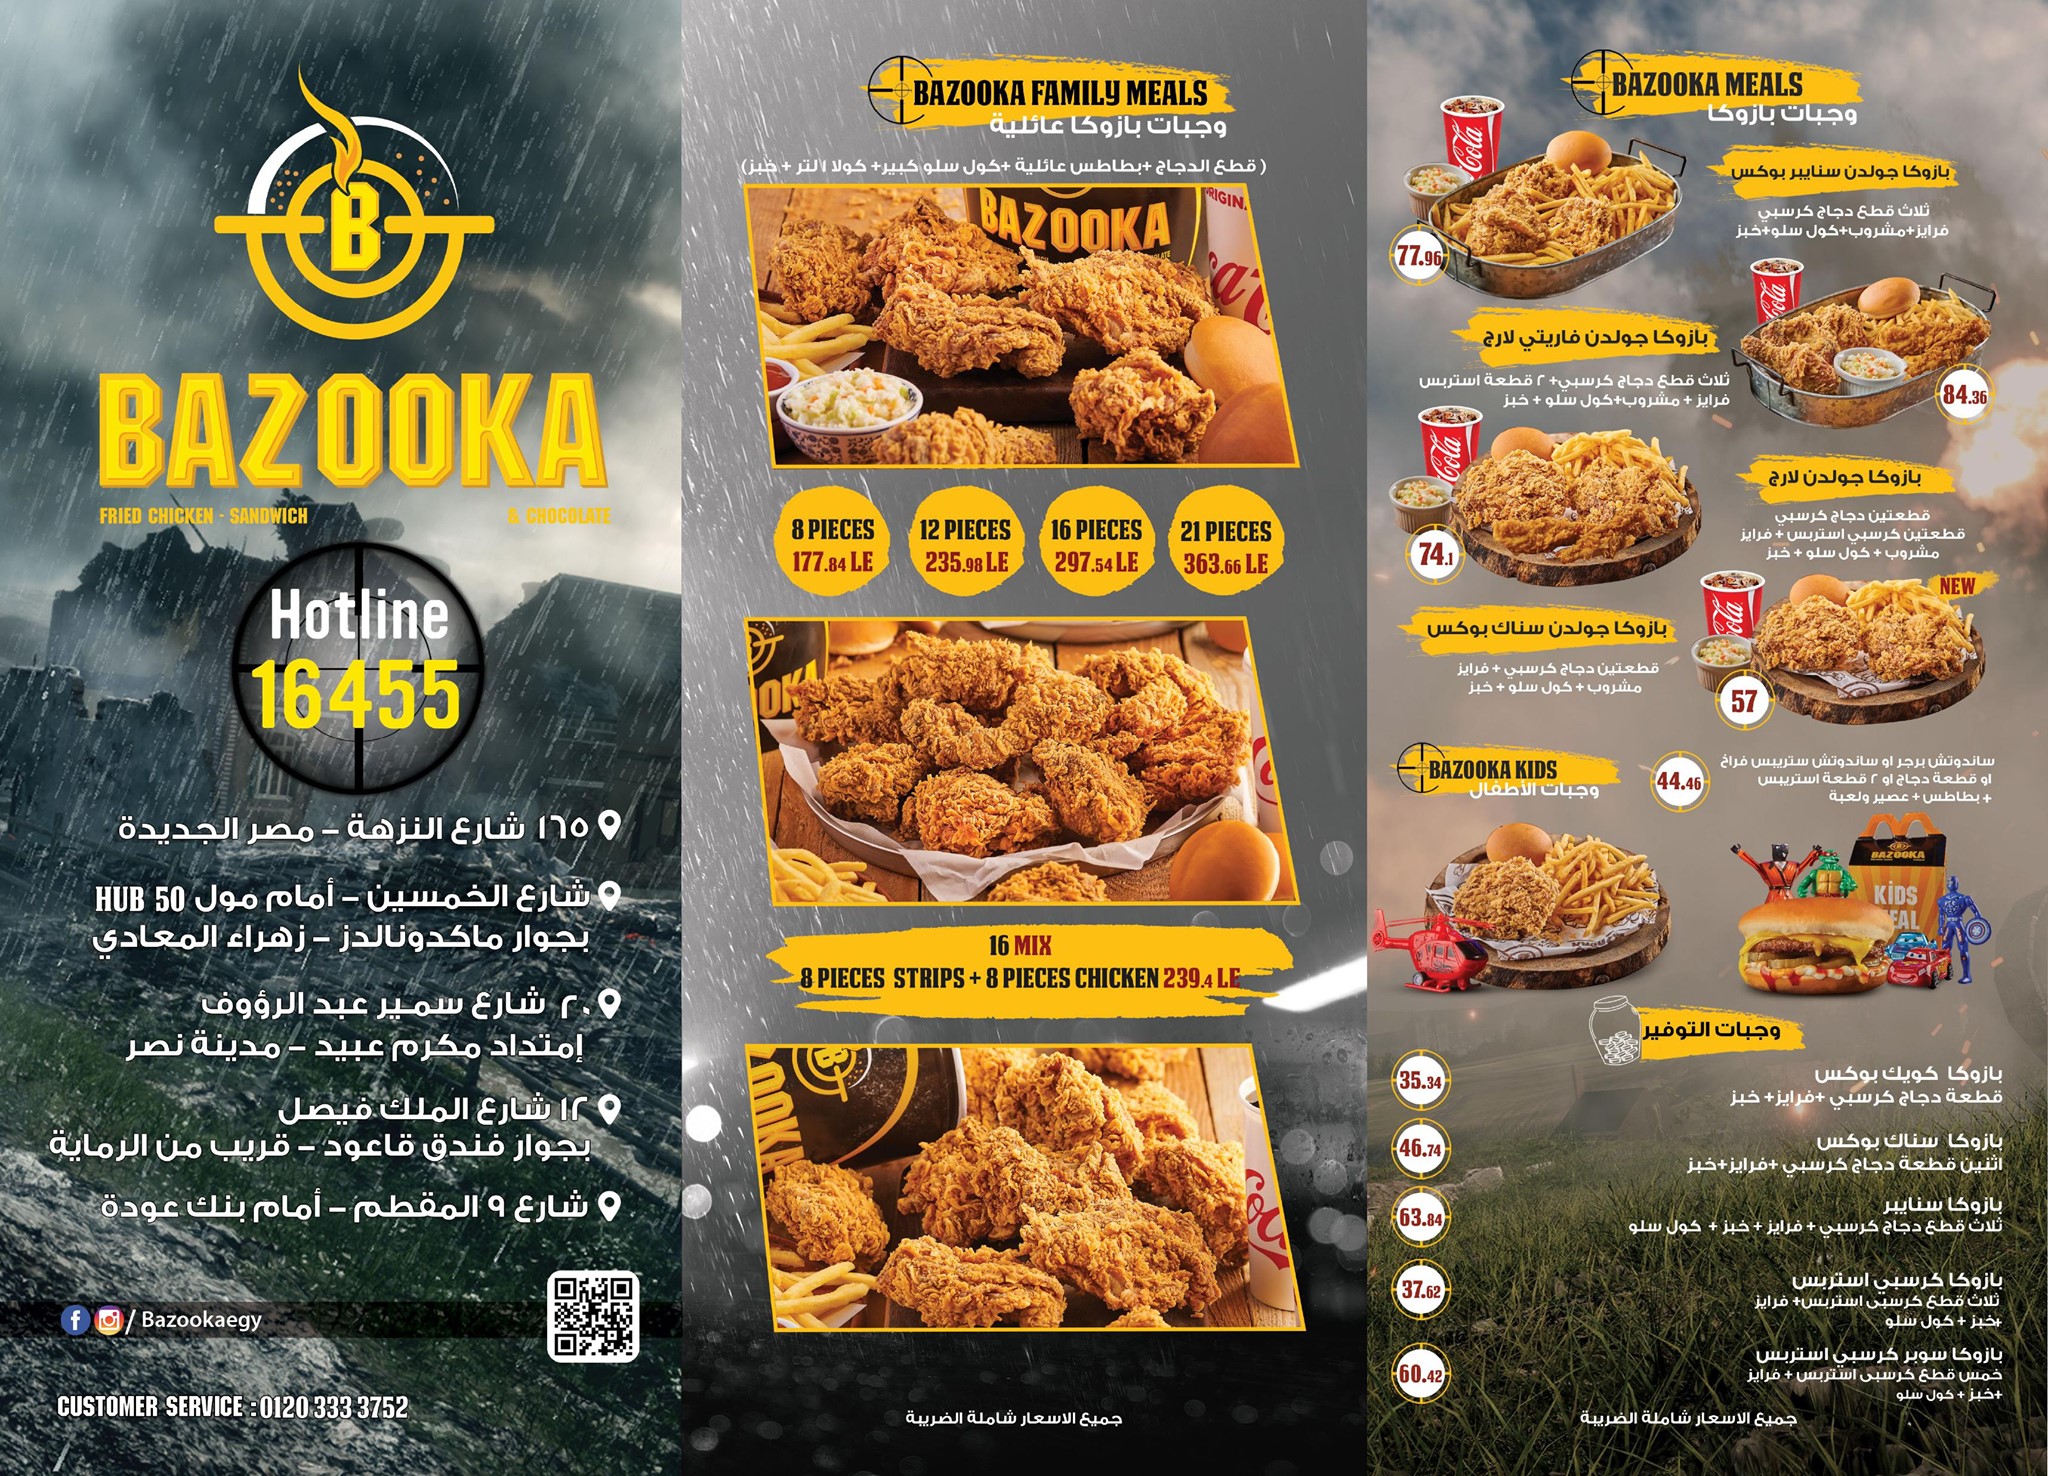 B
BAZOOKA
FRIED CHICKEN - SANDWICH & CHOCOLATE
Hotline
16455
١٦٥ شارع النزهة – مصر الجديدة
شارع الخمسين – أمام مول HUB 50
بجوار ماكدونالدز – زهراء المعادي
٢٠ شارع سمير عبد الرؤوف
إمتداد مكرم عبيد – مدينة نصر
١٢ شارع الملك فيصل
بجوار فندق قاعود – قريب من الرماية
شارع ٩ المقطم – أمام بنك عودة
/ Bazookaegy
CUSTOMER SERVICE : 0120 333 3752
BAZOOKA FAMILY MEALS
وجبات بازوكا عائلية
( قطع الدجاج +بطاطس عائلية +كول سلو كبير+ كولا ١ لتر + خبز)
BAZOOKA
8 PIECES
177.84 LE
12 PIECES
235.98 LE
16 PIECES
297.54 LE
21 PIECES
363.66 LE
16 MIX
8 PIECES STRIPS + 8 PIECES CHICKEN 239.4 LE
جميع الاسعار شاملة الضريبة
BAZOOKA MEALS
وجبات بازوكا
بازوكا جولدن سنايبر بوكس
ثلاث قطع دجاج كرسبي
فرايز+مشروب+كول سلو+خبز
77.96
بازوكا جولدن فاريتي لارج
ثلاث قطع دجاج كرسبي+ ٢ قطعة استربس
فرايز + مشروب+كول سلو + خبز
84.36
بازوكا جولدن لارج
قطعتين دجاج كرسبي
قطعتين كرسبي استربس + فرايز
مشروب + كول سلو + خبز
74.1
NEW
بازوكا جولدن سناك بوكس
قطعتين دجاج كرسبي + فرايز
مشروب + كول سلو + خبز
57
BAZOOKA KIDS
وجبات الأطفال
44.46
ساندوتش برجر او ساندوتش ستريبس فراخ
او قطعة دجاج او ٢ قطعة استريبس
+ بطاطس + عصير ولعبة
BAZOOKA
KiDS
وجبات التوفير
بازوكا كويك بوكس
35.34
قطعة دجاج كرسبي +فرايز+ خبز
بازوكا سناك بوكس
46.74
اثنين قطعة دجاج كرسبي +فرايز+خبز
بازوكا سنايبر
63.84
ثلاث قطع دجاج كرسبي + فرايز + خبز + كول سلو
بازوكا كرسبي استربس
37.62
ثلاث قطع كرسبى استربس+ فرايز
+خبز + كول سلو
بازوكا سوبر كرسبي استربس
60.42
خمس قطع كرسبى استربس + فرايز
+خبز + كول سلو
جميع الاسعار شاملة الضريبة